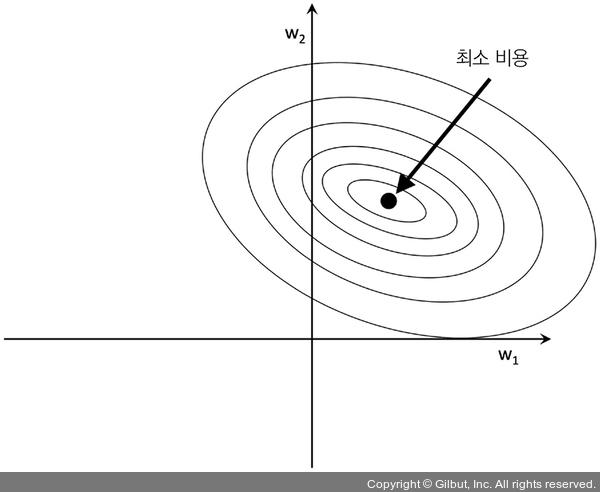 w₂
최소 비용
w₁
Copyright © Gilbut, Inc. All rights reserved.